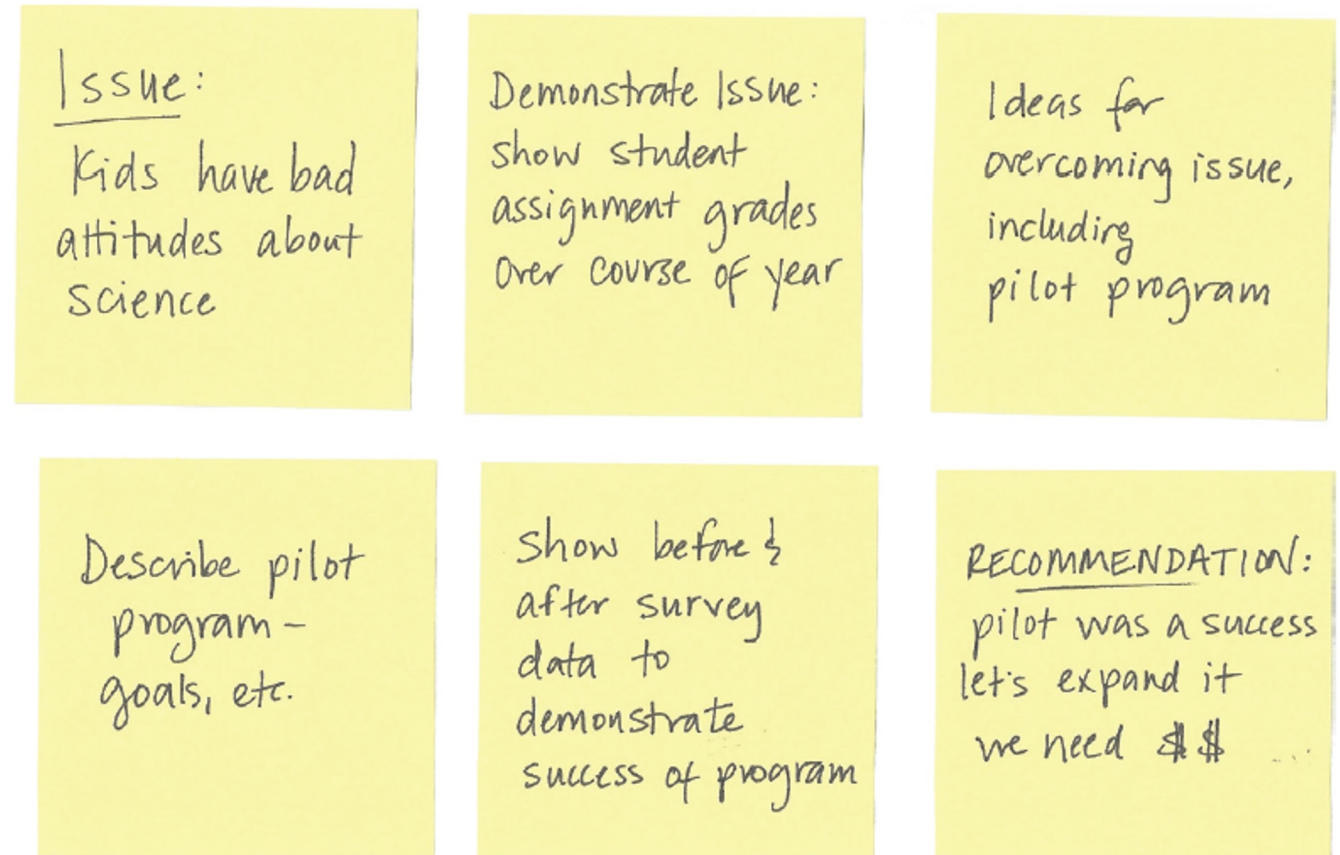 Issue:
Kids have bad
attitudes about
science
Demonstrate Issue:
show student
assignment grades
over course of year
Ideas for
overcoming issue,
including
pilot program
Describe pilot
program –
goals, etc.
Show before &
after survey
data to
demonstrate
success of program
RECOMMENDATION:
pilot was a success
let's expand it
we need $$